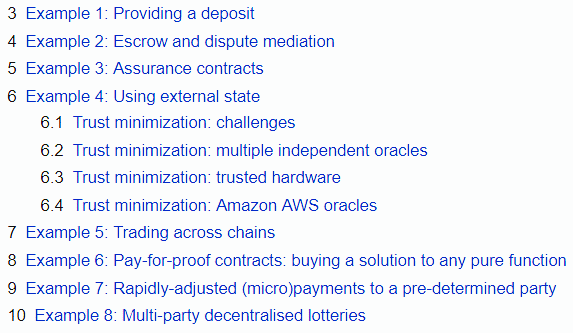 3 Example 1: Providing a deposit
4 Example 2: Escrow and dispute mediation
5 Example 3: Assurance contracts
6 Example 4: Using external state
6.1 Trust minimization: challenges
6.2 Trust minimization: multiple independent oracles
6.3 Trust minimization: trusted hardware
6.4 Trust minimization: Amazon AWS oracles
7 Example 5: Trading across chains
8 Example 6: Pay-for-proof contracts: buying a solution to any pure function
9 Example 7: Rapidly-adjusted (micro)payments to a pre-determined party
10 Example 8: Multi-party decentralised lotteries